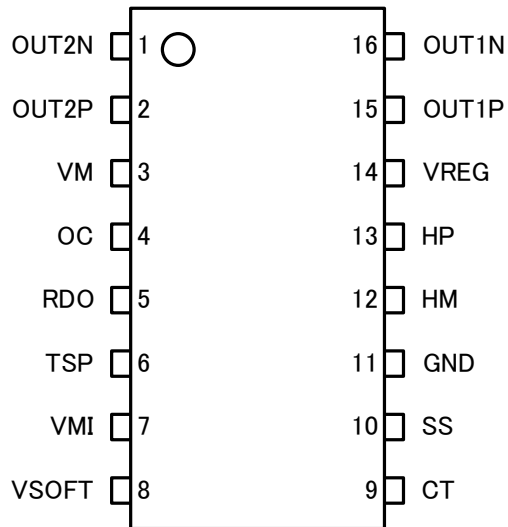 OUT2N 1 16 OUT1N
OUT2P 2 15 OUT1P
VM 3 14 VREG
OC 4 13 HP
RDO 5 12 HM
TSP 6 11 GND
VMI 7 10 SS
VSOFT 8 9 CT